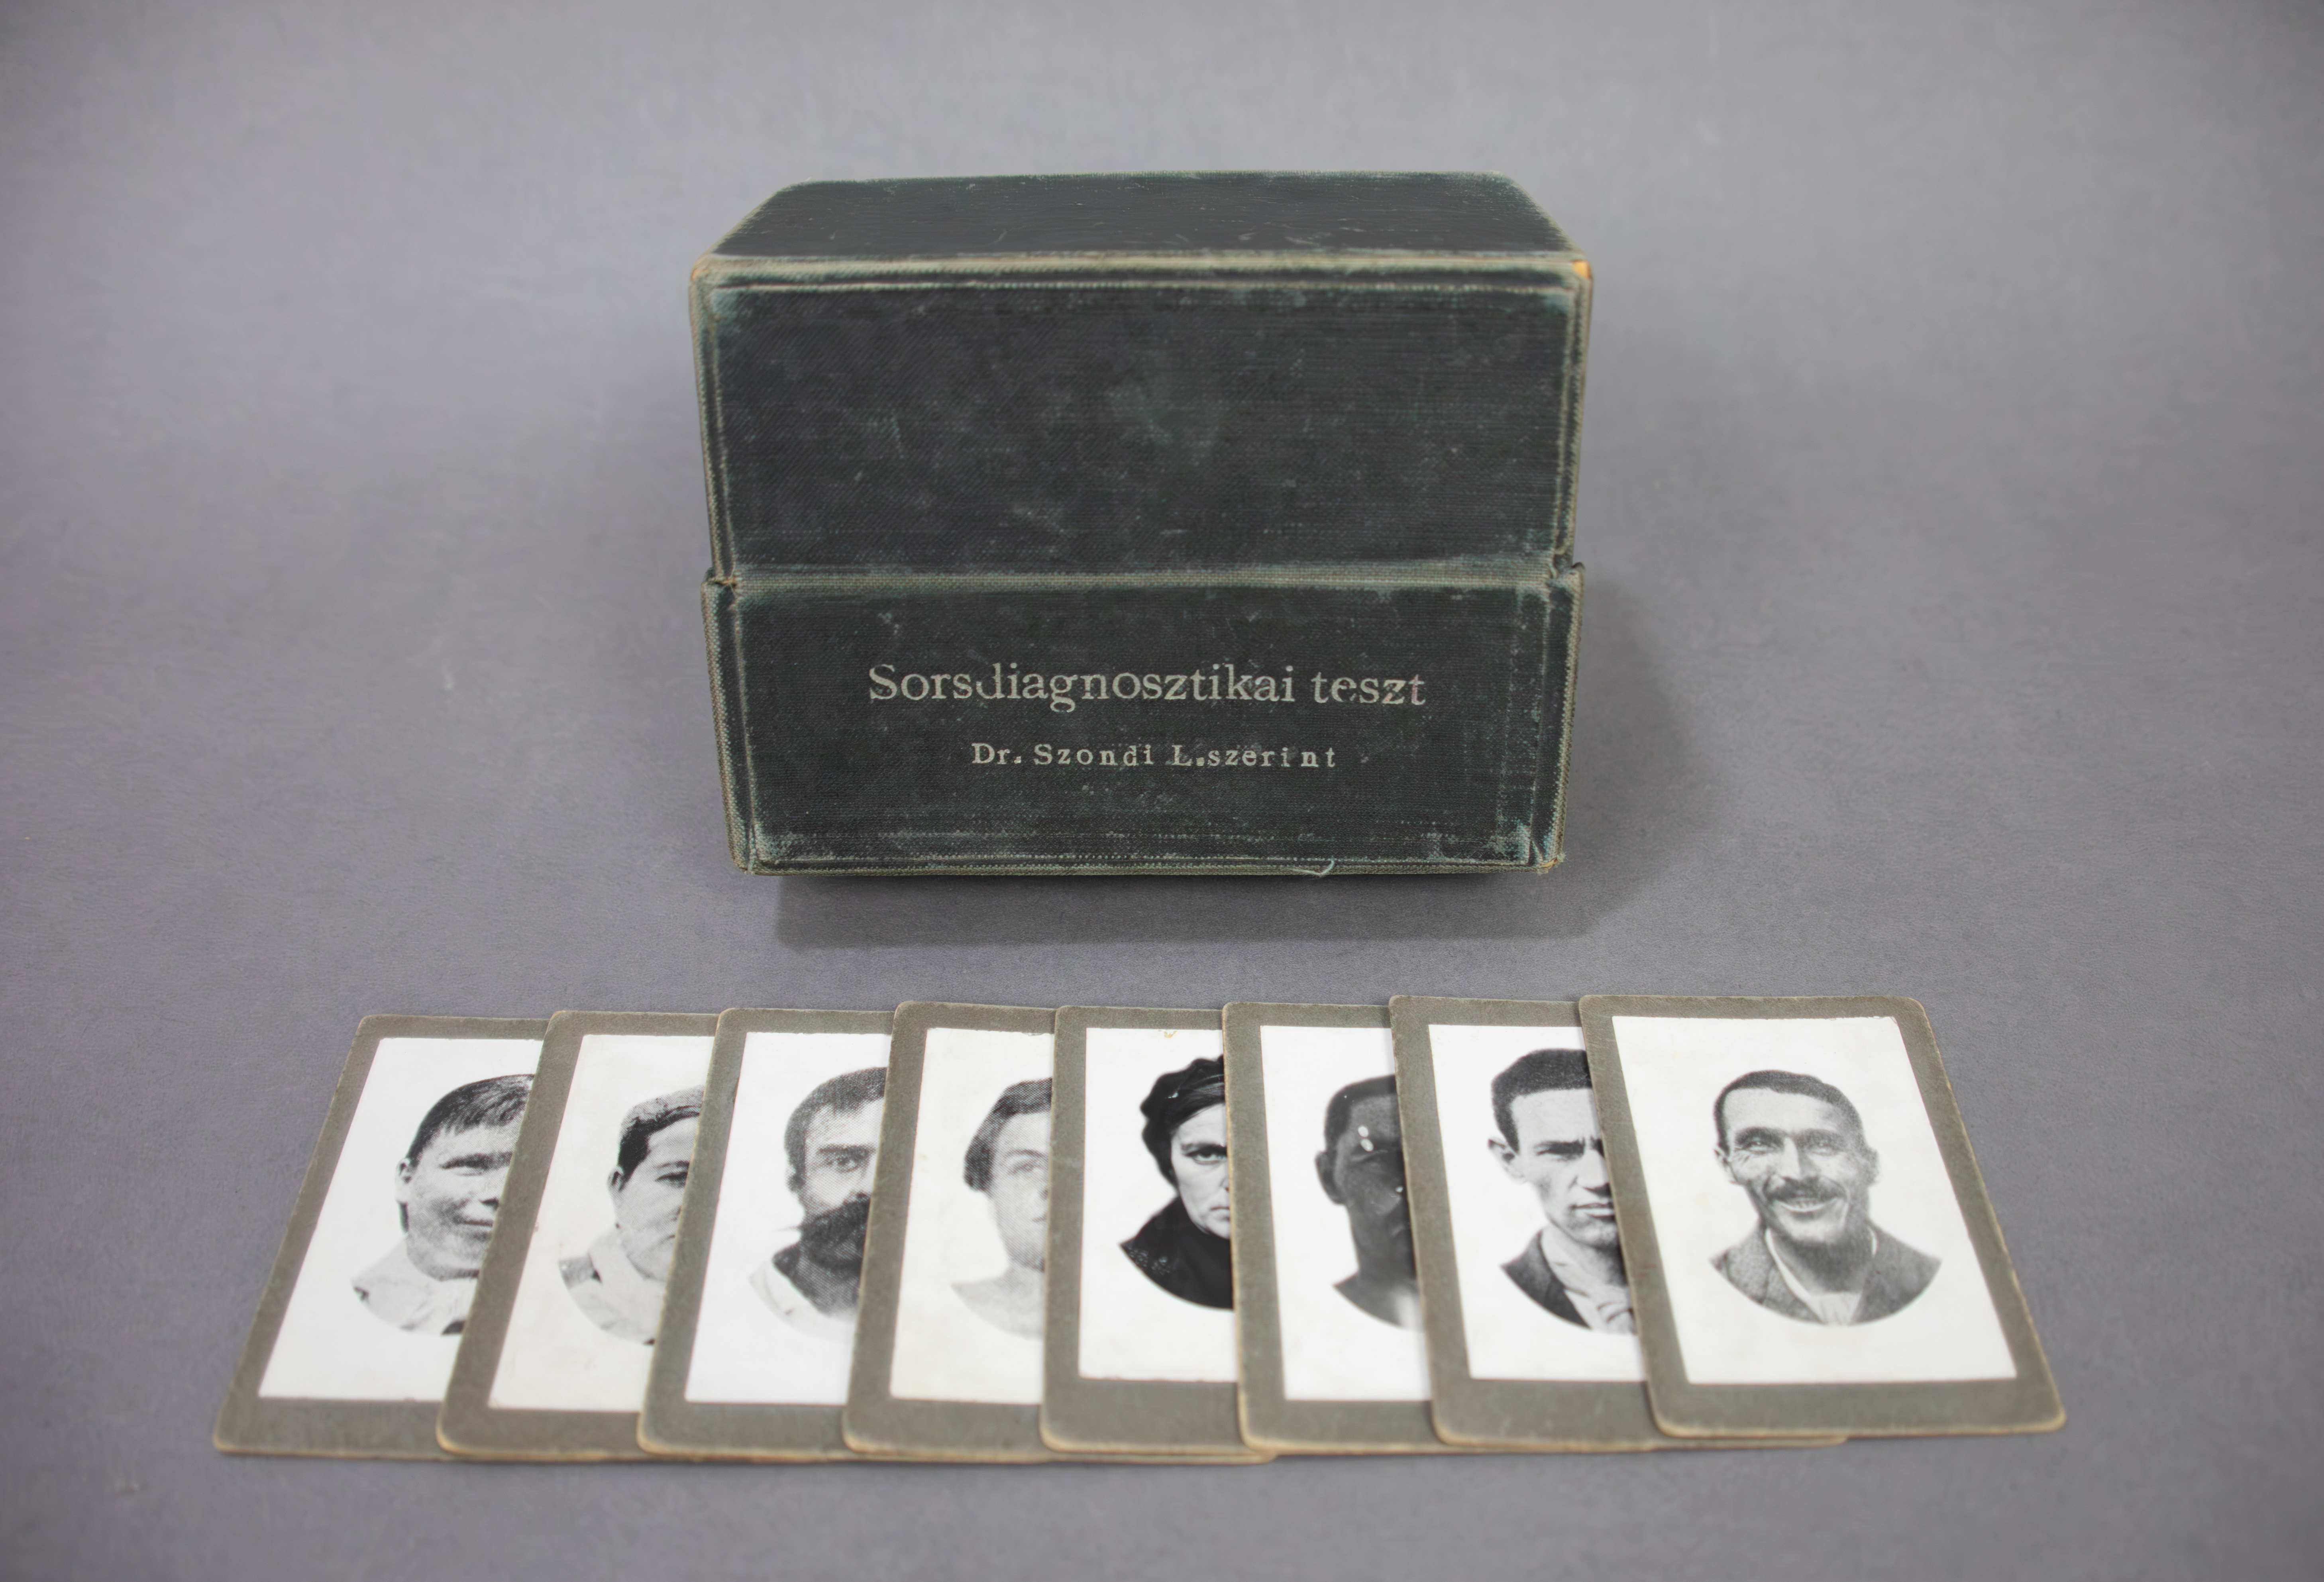 Sorsdiagnosztikai teszt
Dr. Szondi L.szerint